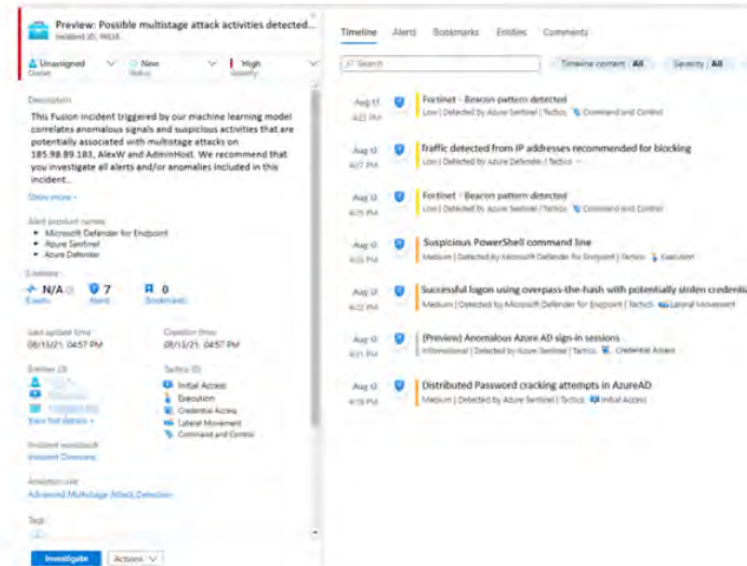 Preview: Possible multistage attack activities detected...
Incident ID:
Unassigned
Owner
New
Status
High
Severity
Description
This Fusion incident triggered by our machine learning model
correlates anomalous signals and suspicious activities that are
potentially associated with multistage attacks on
185.98.89.183, AlexW and AdminHost. We recommend that
you investigate all alerts and/or anomalies included in this
incident...
Show more
Alert product names
• Microsoft Defender for Endpoint
• Azure Sentinel
• Azure Defender
Evidence
N/A
Events
7
Alerts
0
Bookmarks
Last update time
08/13/21, 04:57 PM
Creation time
08/13/21, 04:57 PM
Entities (3)
View full details
Tactics (5)
Initial Access
Execution
Credential Access
Lateral Movement
Command and Control
Incident workbook
Incident Overview
Analytics rule
Advanced Multistage Attack Detection
Tags
Investigate
Actions
Timeline
Alerts
Bookmarks
Entities
Comments
Search
Timeline content : All
Severity : All
Fortinet - Beacon pattern detected
Low | Detected by Azure Sentinel | Tactics: Command and Control
Traffic detected from IP addresses recommended for blocking
Low | Detected by Azure Defender | Tactics: -
Fortinet - Beacon pattern detected
Low | Detected by Azure Sentinel | Tactics: Command and Control
Suspicious PowerShell command line
Medium | Detected by Microsoft Defender for Endpoint | Tactics: Execution
Successful logon using overpass-the-hash with potentially stolen credentia
Medium | Detected by Microsoft Defender for Endpoint | Tactics: Lateral Movement
(Preview) Anomalous Azure AD sign-in sessions
Informational | Detected by Azure Sentinel | Tactics: Credential Access
Distributed Password cracking attempts in AzureAD
Medium | Detected by Azure Sentinel | Tactics: Initial Access